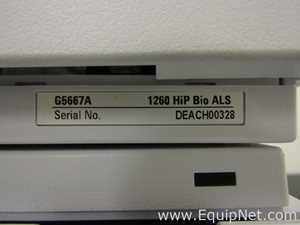 G5667A 1260 HiP Bio ALS
Serial No. DEACH00328
www.EquipNet.com